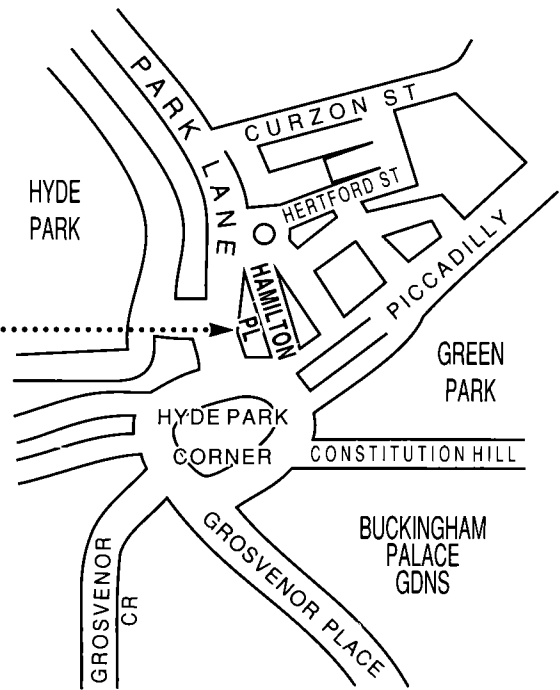 PARK LANE
CURZON ST
HYDE
PARK
HERTFORD ST
HAMILTON
PL
PICCADILLY
GREEN
PARK
HYDE PARK
CORNER
CONSTITUTION HILL
BUCKINGHAM
PALACE
GDNS
GROSVENOR
CR
GROSVENOR PLACE